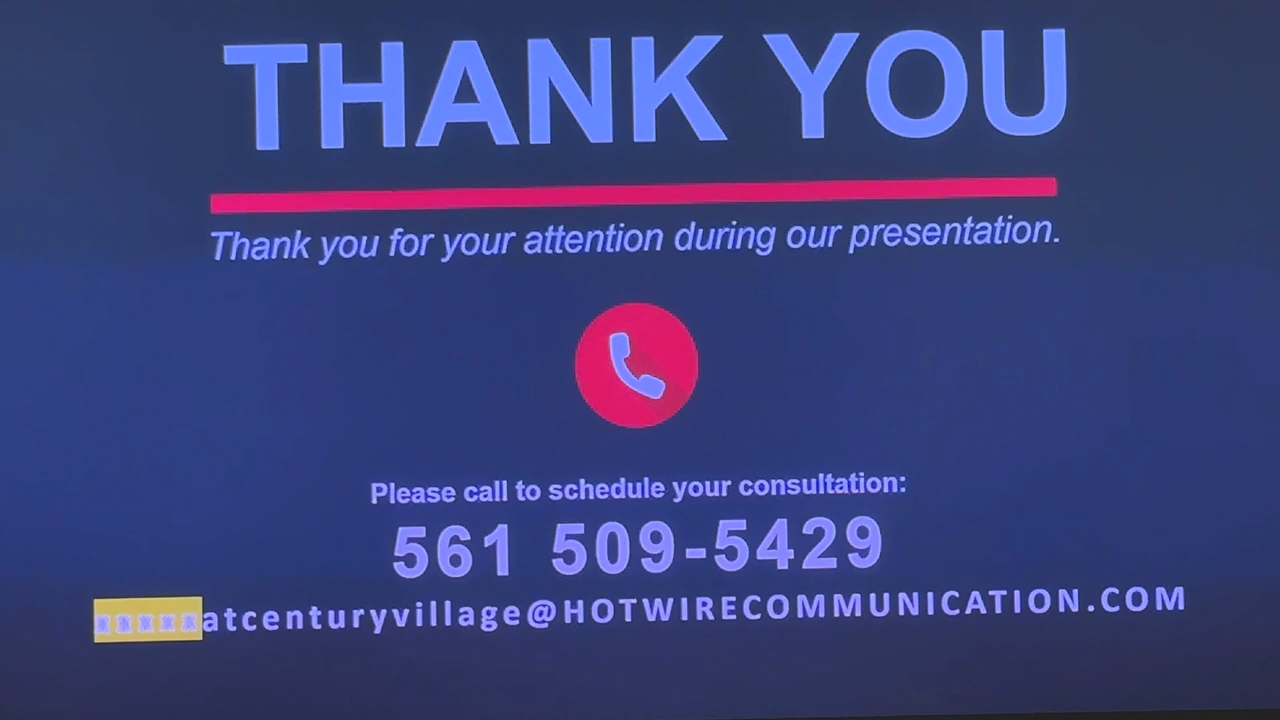 THANK YOU
Thank you for your attention during our presentation.
Please call to schedule your consultation:
561 509-5429
xxxxxatcenturyvillage@HOTWIRECOMMUNICATION.COM